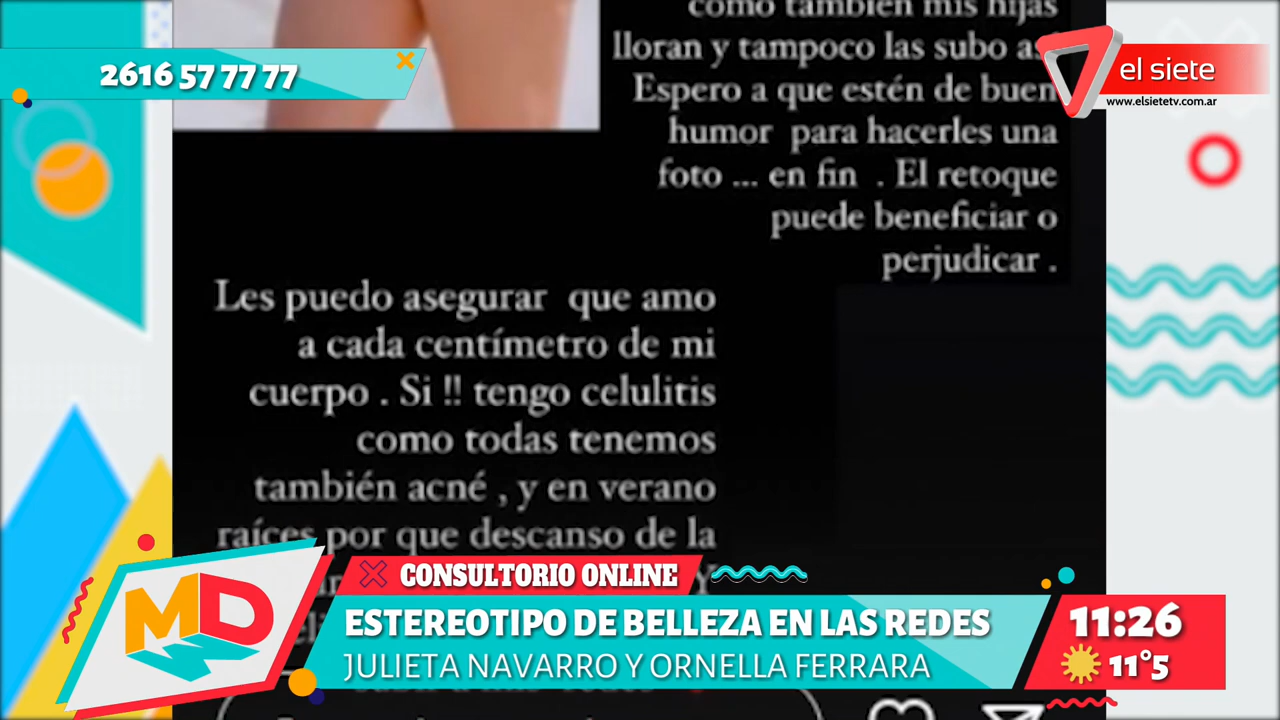 como también mis hijas
lloran y tampoco las subo así
Espero a que estén de buen
humor para hacerles una
foto ... en fin . El retoque
puede beneficiar o
perjudicar .
2616 57 77 77
el siete
www.elsietetv.com.ar
Les puedo asegurar que amo
a cada centímetro de mi
cuerpo . Si !! tengo celulitis
como todas tenemos
también acné , y en verano
raíces por que descanso de la
Y
CONSULTORIO ONLINE
ESTEREOTIPO DE BELLEZA EN LAS REDES
JULIETA NAVARRO Y ORNELLA FERRARA
MD
11:26
11°5